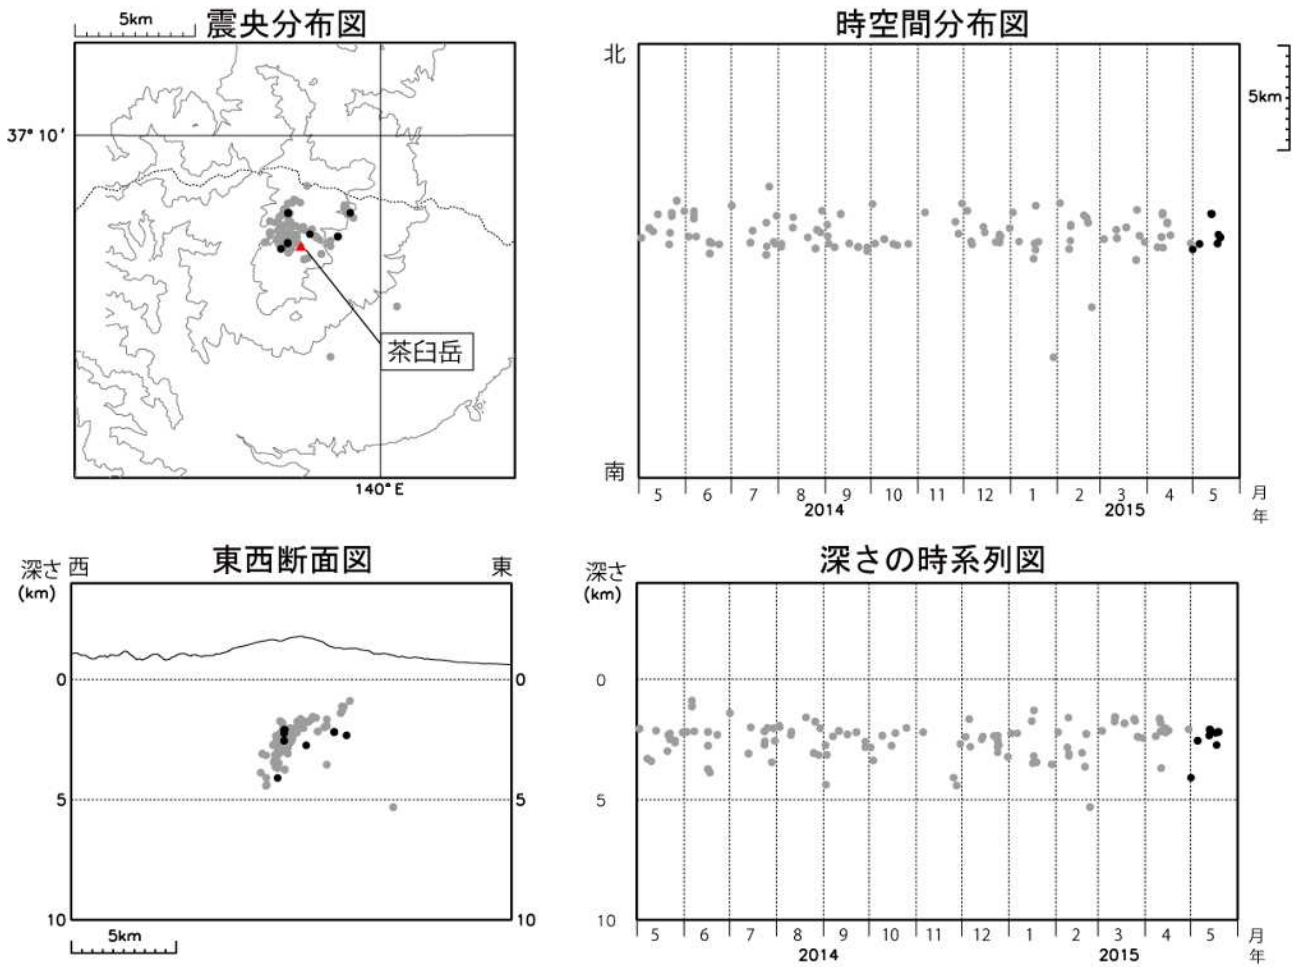 5km
震央分布図
37°10′
茶臼岳
140°E
時空間分布図
北
5km
南
5 6 7 8 9 10 11 12 1 2 3 4 5 月
2014 2015 年
東西断面図
深さ 西 東
(km)
0 0
5 5
10 10
5km
深さの時系列図
深さ
(km)
0
5
10
5 6 7 8 9 10 11 12 1 2 3 4 5 月
2014 2015 年